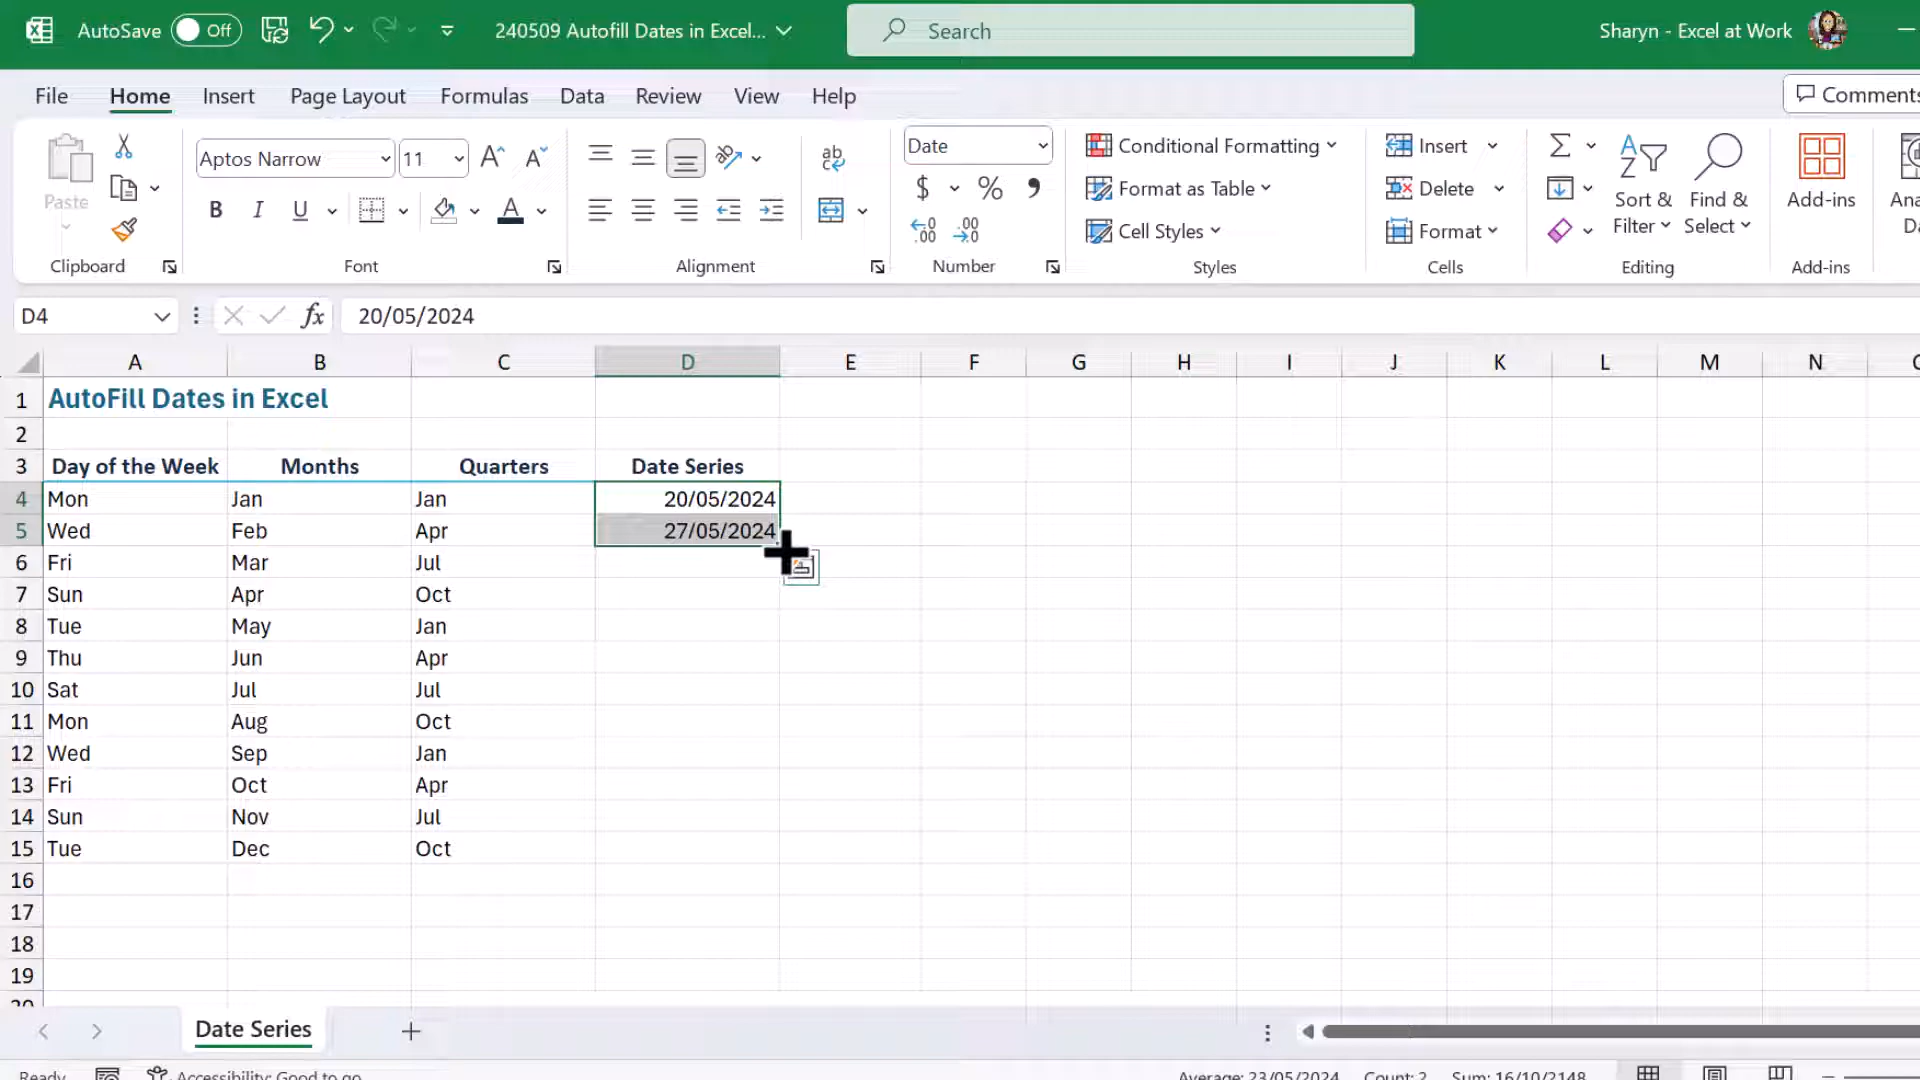 AutoSave Off 240509 Autofill Dates in Excel... Search Sharyn - Excel at Work
File Home Insert Page Layout Formulas Data Review View Help Comments
Paste
Clipboard
Aptos Narrow 11
B I U A
Font
ab
Alignment
Date
$ % ,
Number
Conditional Formatting
Format as Table
Cell Styles
Styles
Insert
Delete
Format
Cells
Sort & Filter
Find & Select
Editing
Add-ins
Add-ins
D4 fx 20/05/2024
A B C D E F G H I J K L M N
1 AutoFill Dates in Excel
2
3 Day of the Week Months Quarters Date Series
4 Mon Jan Jan 20/05/2024
5 Wed Feb Apr 27/05/2024
6 Fri Mar Jul
7 Sun Apr Oct
8 Tue May Jan
9 Thu Jun Apr
10 Sat Jul Jul
11 Mon Aug Oct
12 Wed Sep Jan
13 Fri Oct Apr
14 Sun Nov Jul
15 Tue Dec Oct
16
17
18
19
20
Date Series
Ready Accessibility: Good to go Average: 23/05/2024 Count: 2 Sum: 16/10/2148